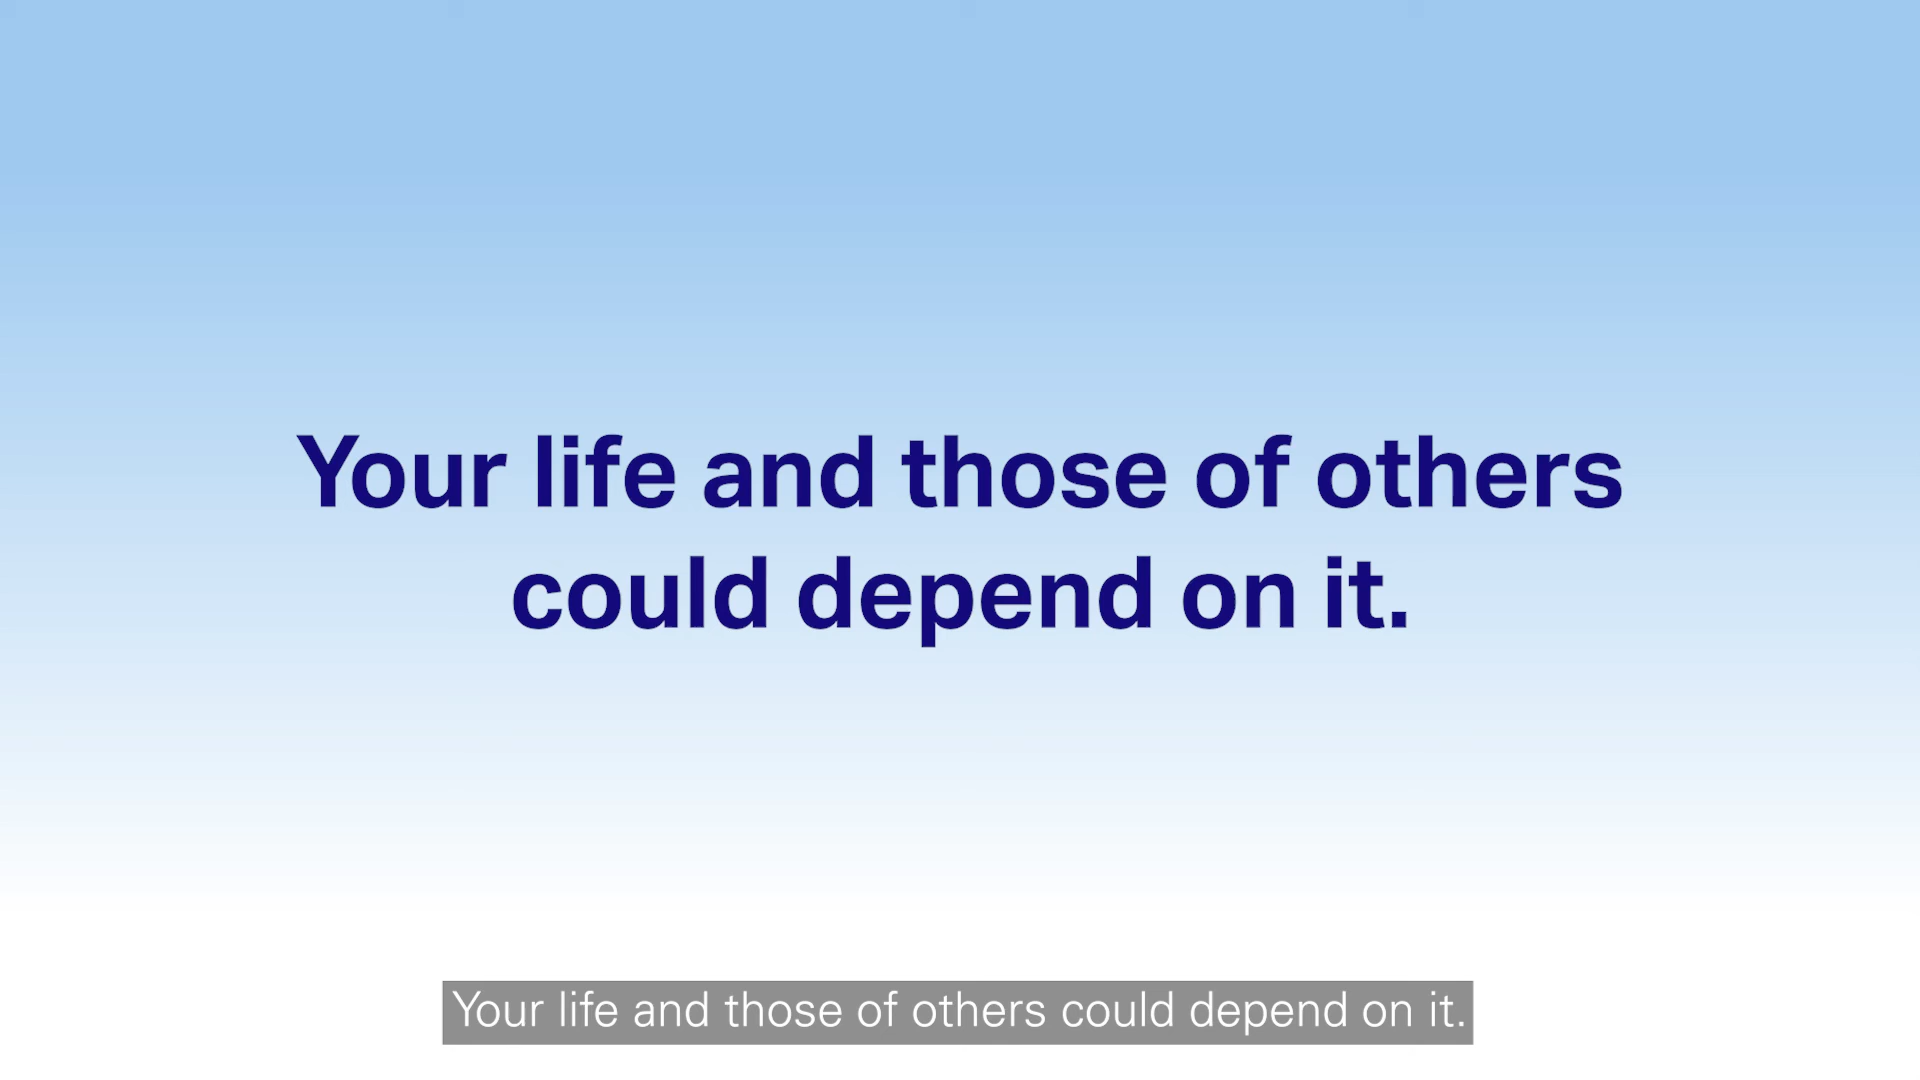 Your life and those of others
could depend on it.
Your life and those of others could depend on it.